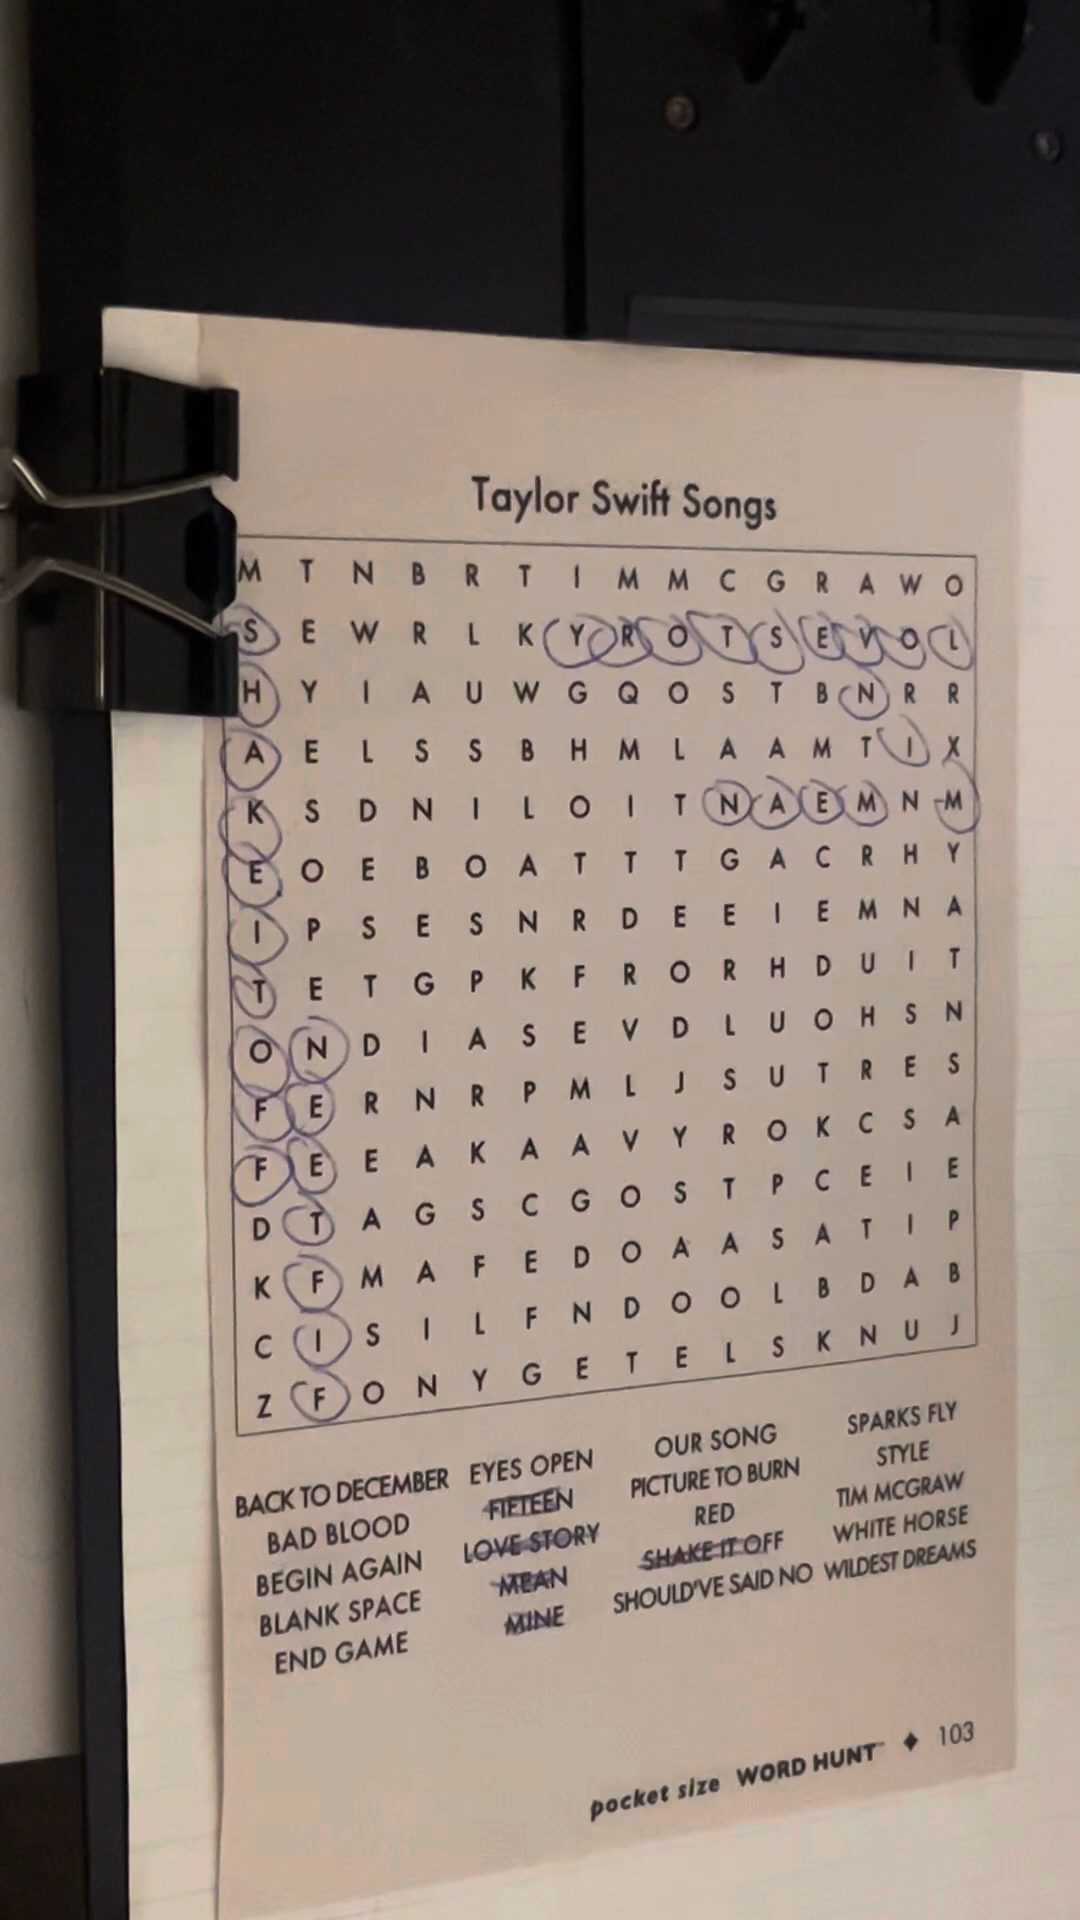 Taylor Swift Songs
M T N B R T I M M C G R A W O
S E W R L K Y R O T S E V O L
H Y I A U W G Q O S T B N R R
A E L S S B H M L A A M T I X
K S D N I L O I T N A E M N M
E O E B O A T T T G A C R H Y
I P S E S N R D E E I E M N A
T E T G P K F R O R H D U I T
O N D I A S E V D L U O H S N
F E R N R P M L J S U T R E S
F E E A K A A V Y R O K C S A
D T A G S C G O S T P C E I E
K F M A F E D O A A S A T I P
C I S I L F N D O O L B D A B
Z F O N Y G E T E L S K N U J
BACK TO DECEMBER EYES OPEN OUR SONG SPARKS FLY
BAD BLOOD FIFTEEN PICTURE TO BURN STYLE
BEGIN AGAIN LOVE STORY RED TIM MCGRAW
BLANK SPACE MEAN SHAKE IT OFF WHITE HORSE
END GAME MINE SHOULD'VE SAID NO WILDEST DREAMS
pocket size WORD HUNT™ ♦ 103